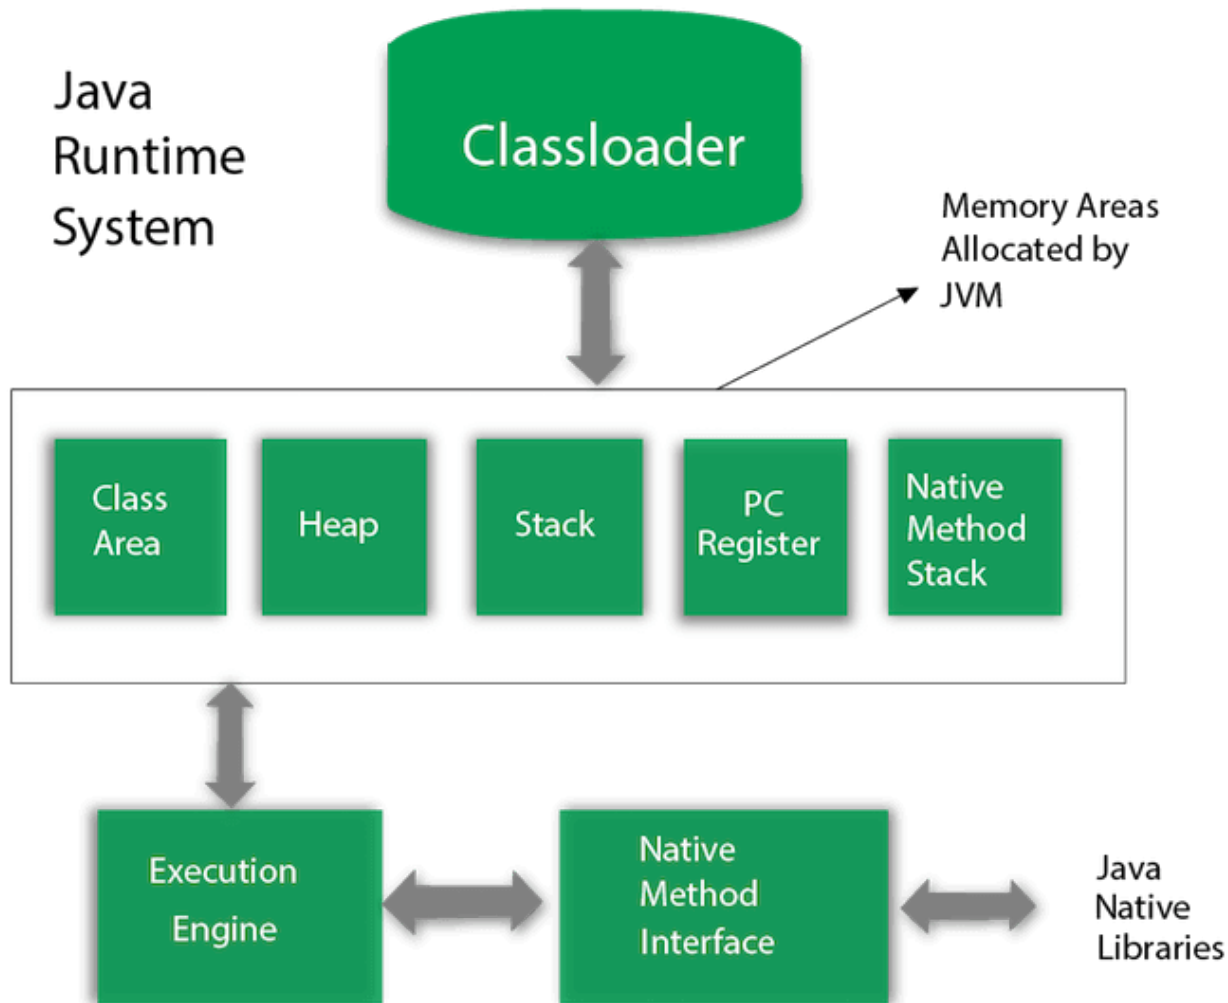 Java
Runtime
System
Classloader
Memory Areas
Allocated by
JVM
Class
Area
Heap
Stack
PC
Register
Native
Method
Stack
Execution
Engine
Native
Method
Interface
Java
Native
Libraries